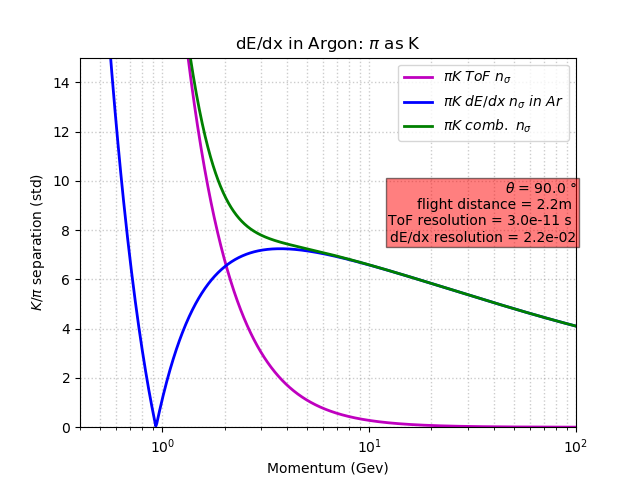 dE/dx in Argon: π as K
πK ToF nσ
πK dE/dx nσ in Ar
πK comb. nσ
θ = 90.0 °
flight distance = 2.2m
ToF resolution = 3.0e-11 s
dE/dx resolution = 2.2e-02
K/π separation (std)
14
12
10
8
6
4
2
0
10⁰
10¹
10²
Momentum (Gev)